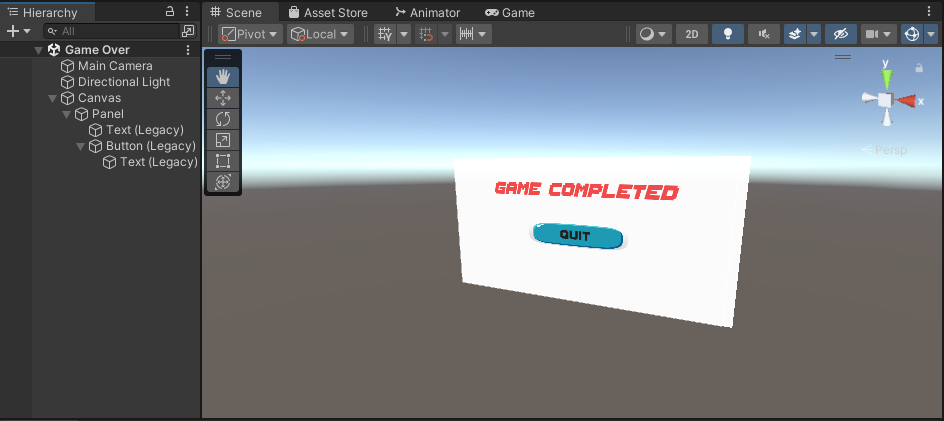 Hierarchy
All
Game Over
Main Camera
Directional Light
Canvas
Panel
Text (Legacy)
Button (Legacy)
Text (Legacy)
Scene Asset Store Animator Game
Pivot Local 2D
y
x
Persp
GAME COMPLETED
QUIT